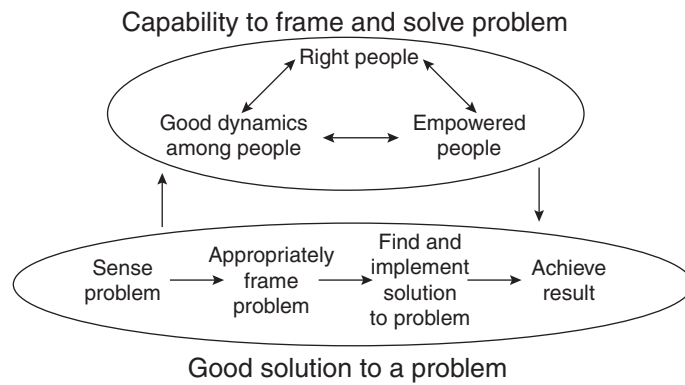 Capability to frame and solve problem
Right people
Good dynamics
among people
Empowered
people
Sense
problem
Appropriately
frame
problem
Find and
implement
solution
to problem
Achieve
result
Good solution to a problem